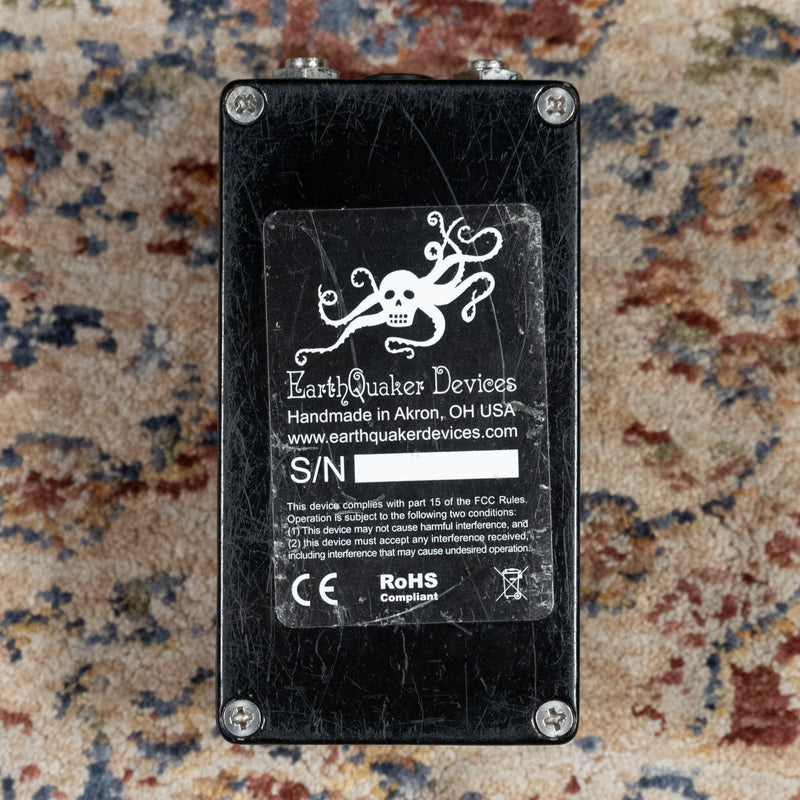 EarthQuaker Devices
Handmade in Akron, OH USA
www.earthquakerdevices.com
S/N
This device complies with part 15 of the FCC Rules.
Operation is subject to the following two conditions:
(1) This device may not cause harmful interference, and
(2) this device must accept any interference received,
including interference that may cause undesired operation.
CE RoHS
Compliant